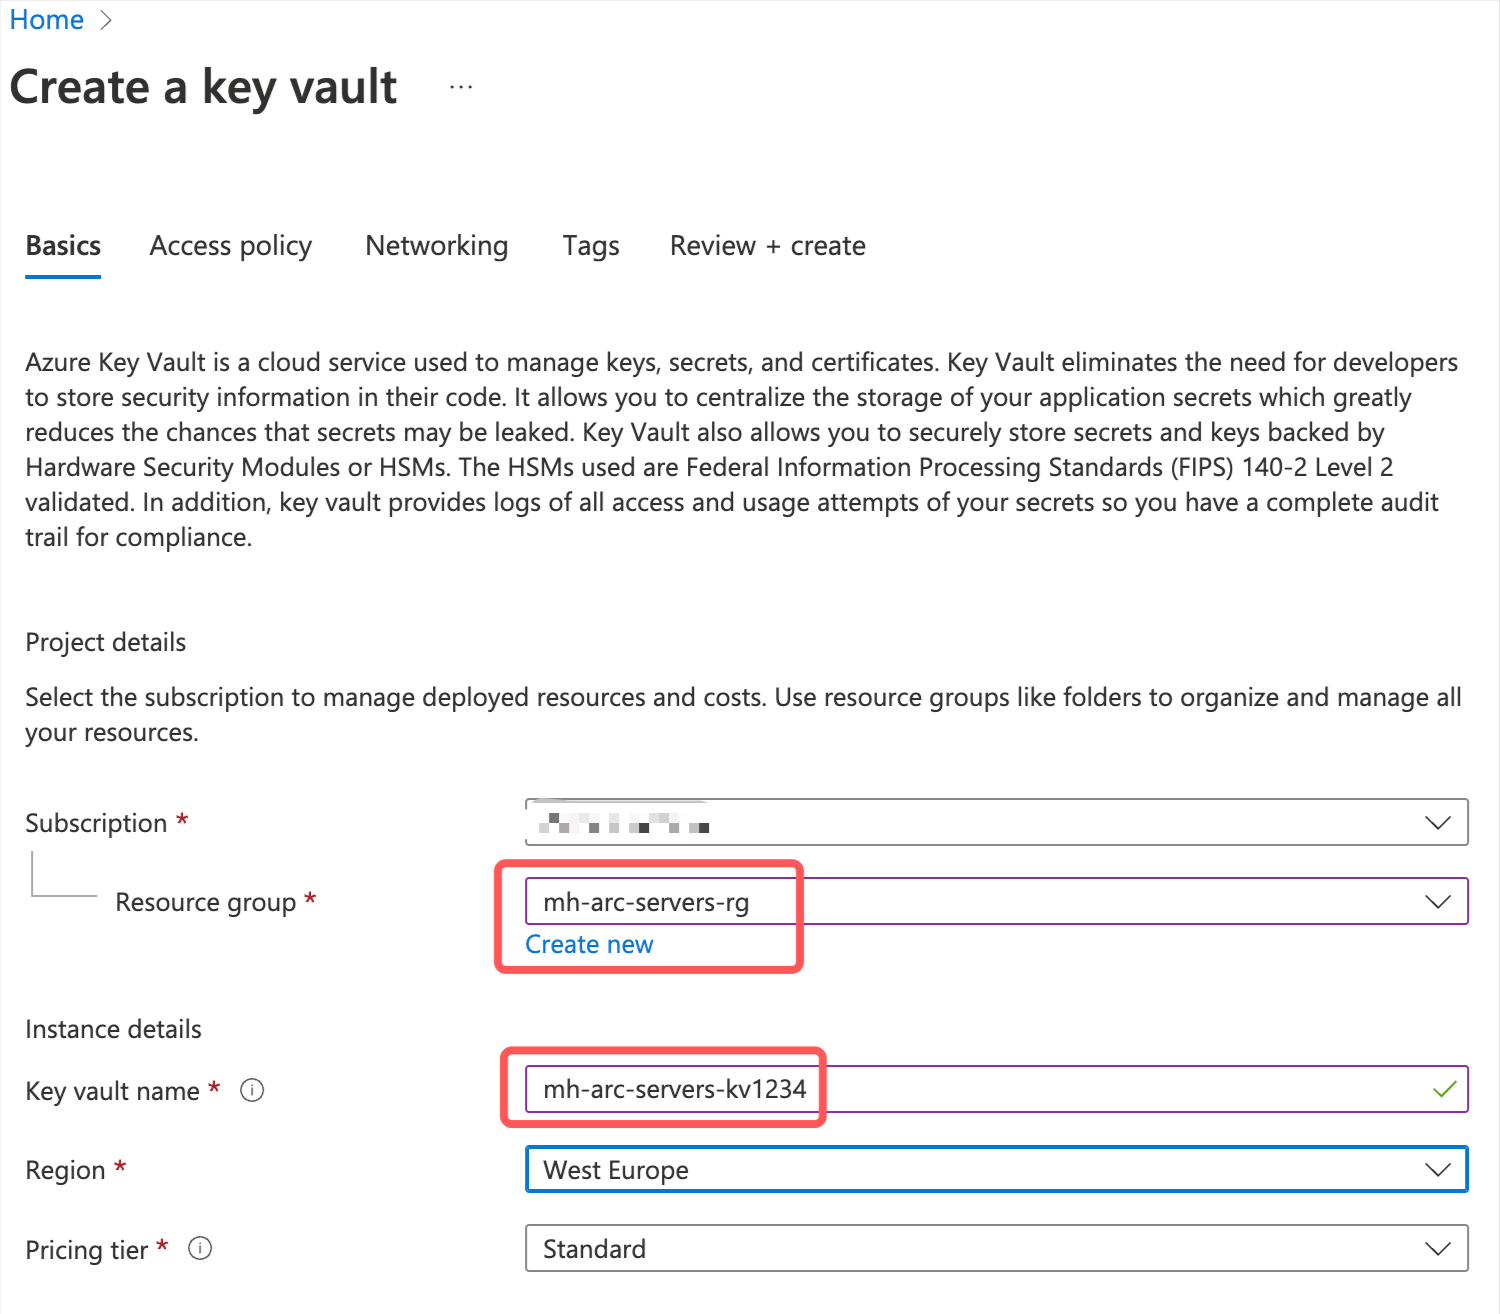 Home
Create a key vault ...
Basics Access policy Networking Tags Review + create
Azure Key Vault is a cloud service used to manage keys, secrets, and certificates. Key Vault eliminates the need for developers
to store security information in their code. It allows you to centralize the storage of your application secrets which greatly
reduces the chances that secrets may be leaked. Key Vault also allows you to securely store secrets and keys backed by
Hardware Security Modules or HSMs. The HSMs used are Federal Information Processing Standards (FIPS) 140-2 Level 2
validated. In addition, key vault provides logs of all access and usage attempts of your secrets so you have a complete audit
trail for compliance.
Project details
Select the subscription to manage deployed resources and costs. Use resource groups like folders to organize and manage all
your resources.
Subscription *
Resource group * mh-arc-servers-rg
Create new
Instance details
Key vault name * mh-arc-servers-kv1234
Region * West Europe
Pricing tier * Standard